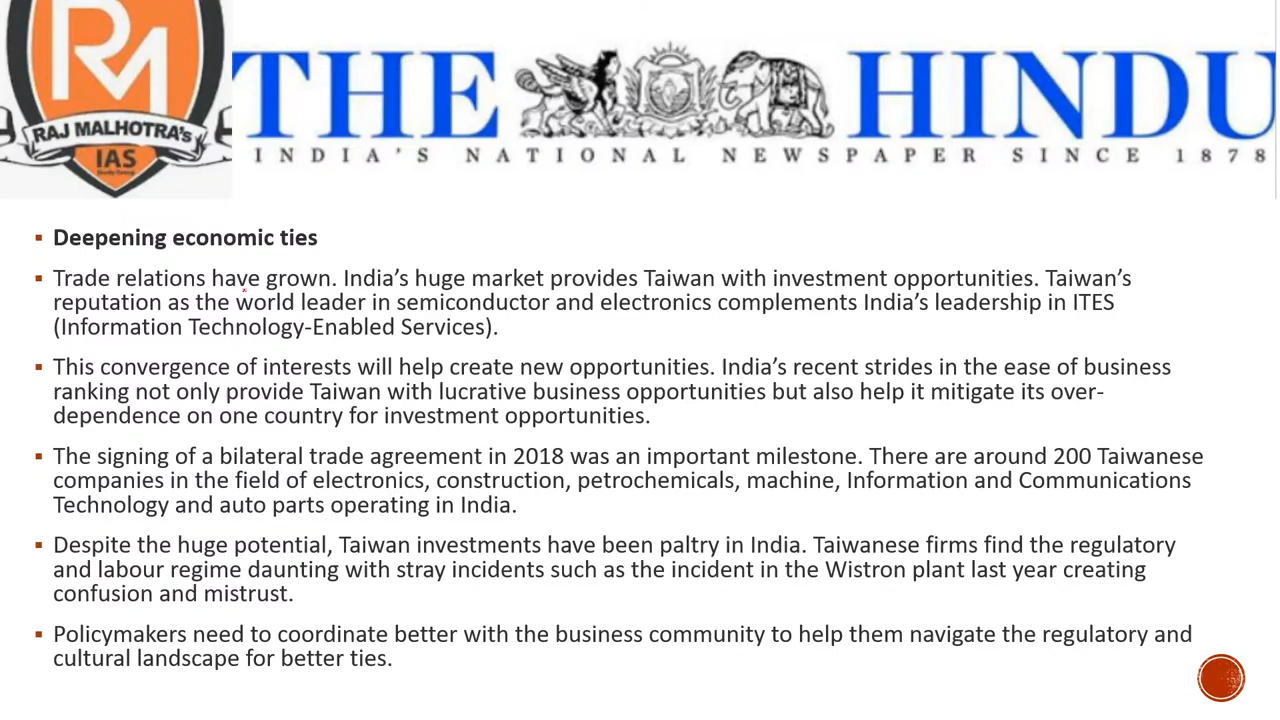 RM
RAJ MALHOTRA's
IAS
Study Group
THE HINDU
INDIA'S NATIONAL NEWSPAPER SINCE 1878
Deepening economic ties
Trade relations have grown. India’s huge market provides Taiwan with investment opportunities. Taiwan’s
reputation as the world leader in semiconductor and electronics complements India’s leadership in ITES
(Information Technology-Enabled Services).
This convergence of interests will help create new opportunities. India’s recent strides in the ease of business
ranking not only provide Taiwan with lucrative business opportunities but also help it mitigate its over-
dependence on one country for investment opportunities.
The signing of a bilateral trade agreement in 2018 was an important milestone. There are around 200 Taiwanese
companies in the field of electronics, construction, petrochemicals, machine, Information and Communications
Technology and auto parts operating in India.
Despite the huge potential, Taiwan investments have been paltry in India. Taiwanese firms find the regulatory
and labour regime daunting with stray incidents such as the incident in the Wistron plant last year creating
confusion and mistrust.
Policymakers need to coordinate better with the business community to help them navigate the regulatory and
cultural landscape for better ties.